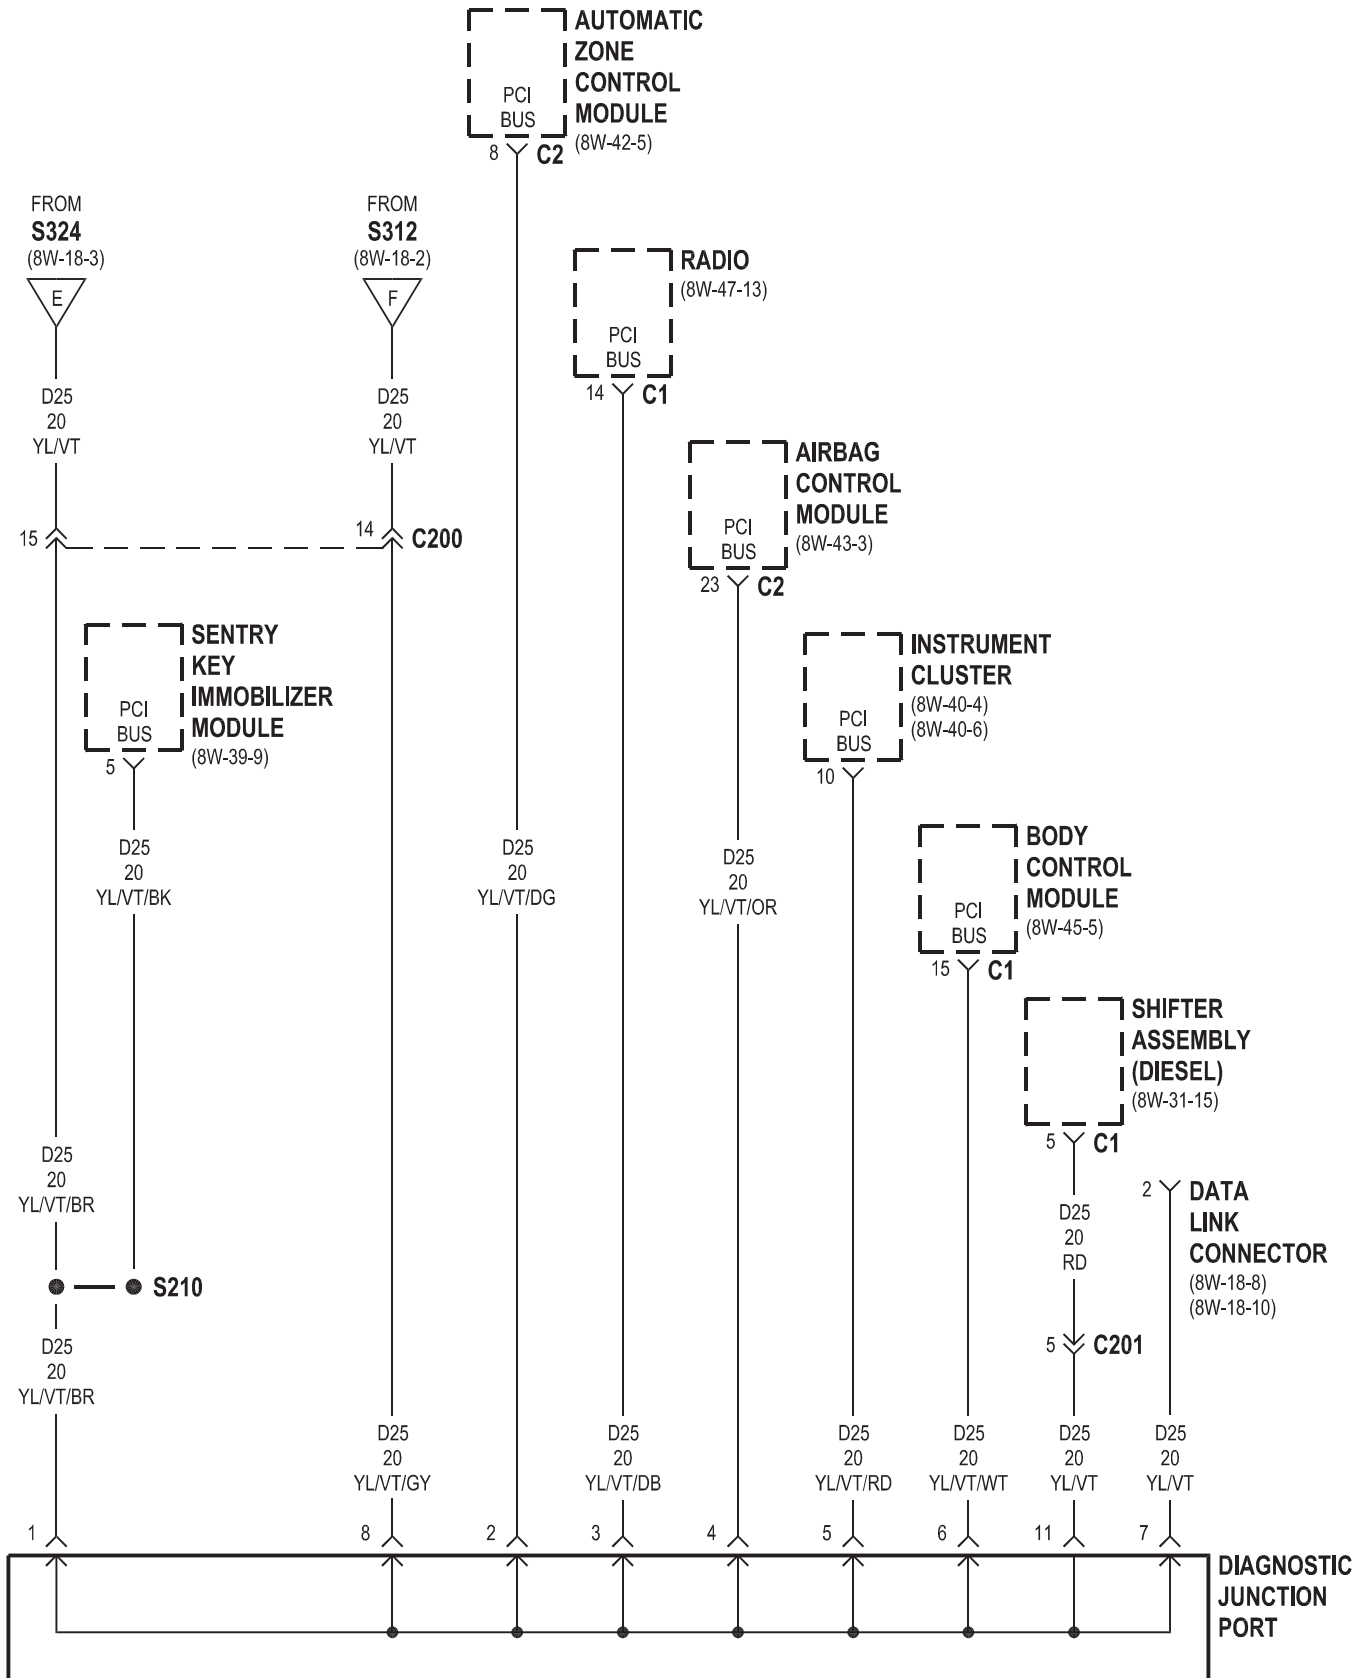 AUTOMATIC
ZONE
CONTROL
MODULE
(8W-42-5)
PCI
BUS
8
C2
FROM
S324
(8W-18-3)
E
FROM
S312
(8W-18-2)
F
RADIO
(8W-47-13)
PCI
BUS
14
C1
D25
20
YL/VT
D25
20
YL/VT
15
14
C200
AIRBAG
CONTROL
MODULE
(8W-43-3)
PCI
BUS
23
C2
SENTRY
KEY
IMMOBILIZER
MODULE
(8W-39-9)
PCI
BUS
5
INSTRUMENT
CLUSTER
(8W-40-4)
(8W-40-6)
PCI
BUS
10
D25
20
YL/VT/BK
D25
20
YL/VT/DG
D25
20
YL/VT/OR
BODY
CONTROL
MODULE
(8W-45-5)
PCI
BUS
15
C1
SHIFTER
ASSEMBLY
(DIESEL)
(8W-31-15)
5
C1
D25
20
YL/VT/BR
D25
20
RD
2
DATA
LINK
CONNECTOR
(8W-18-8)
(8W-18-10)
S210
5
C201
D25
20
YL/VT/BR
D25
20
YL/VT/GY
D25
20
YL/VT/DB
D25
20
YL/VT/RD
D25
20
YL/VT/WT
D25
20
YL/VT
D25
20
YL/VT
1
8
2
3
4
5
6
11
7
DIAGNOSTIC
JUNCTION
PORT